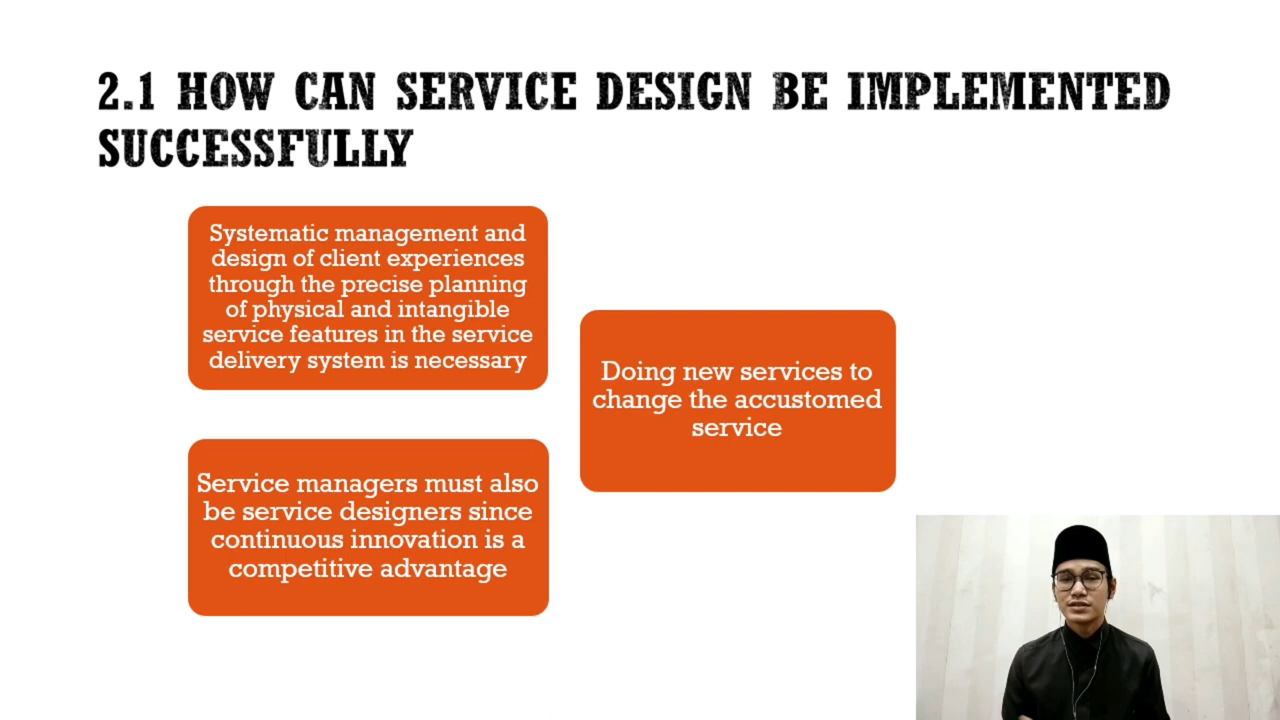 2.1 HOW CAN SERVICE DESIGN BE IMPLEMENTED
SUCCESSFULLY
Systematic management and
design of client experiences
through the precise planning
of physical and intangible
service features in the service
delivery system is necessary
Doing new services to
change the accustomed
service
Service managers must also
be service designers since
continuous innovation is a
competitive advantage